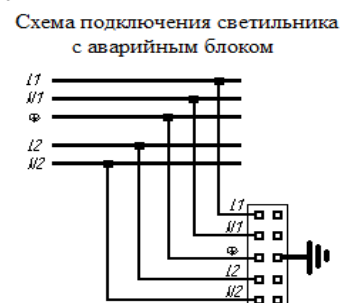 Схема подключения светильника
с аварийным блоком
L1
N1
L2
N2
L1
N1
L2
N2